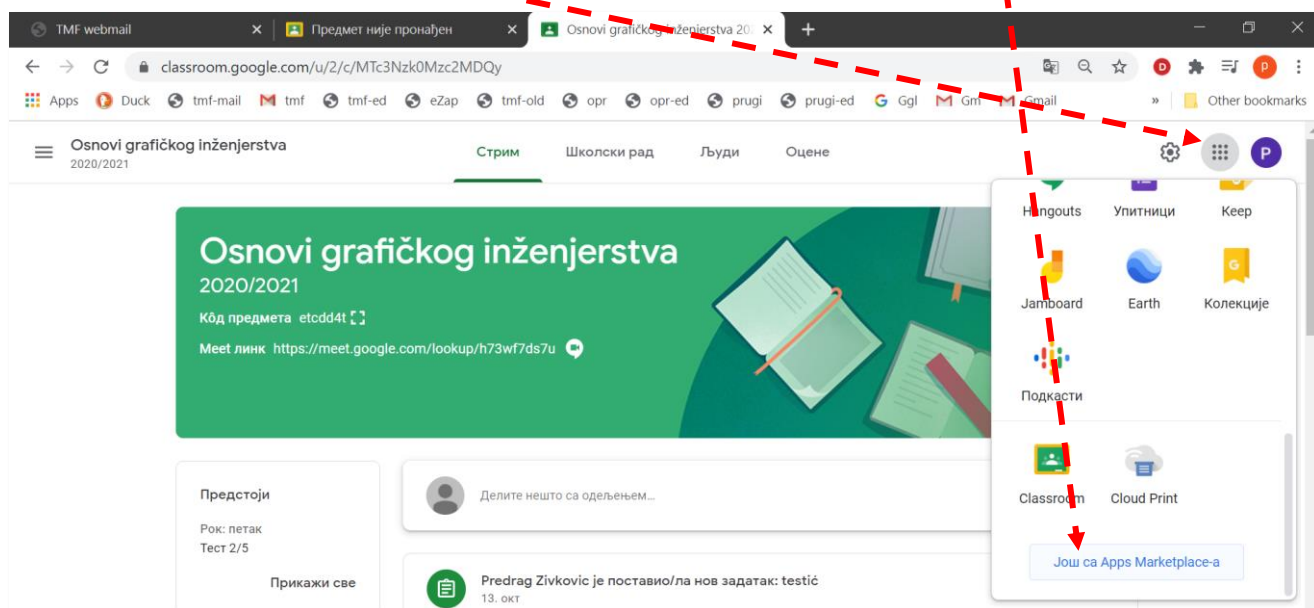 TMF webmail Предмет није пронађен Osnovi grafičkog inženjerstva 20
classroom.google.com/u/2/c/MTc3Nzk0Mzc2MDQy
Apps Duck tmf-mail tmf tmf-ed eZap tmf-old opr opr-ed prugi prugi-ed Ggl Gm Gmail » Other bookmarks
Osnovi grafičkog inženjerstva
2020/2021
Стрим Школски рад Људи Оцене
P
Hangouts Упитници Keep
Osnovi grafičkog inženjerstva
2020/2021
Кôд предмета etcdd4t
Meet линк https://meet.google.com/lookup/h73wf7ds7u
Jamboard Earth Колекције
Подкасти
Classroom Cloud Print
Још са Apps Marketplace-а
Предстоји
Рок: петак
Тест 2/5
Прикажи све
Делите нешто са одељењем...
Predrag Zivkovic је поставио/ла нов задатак: testić
13. окт